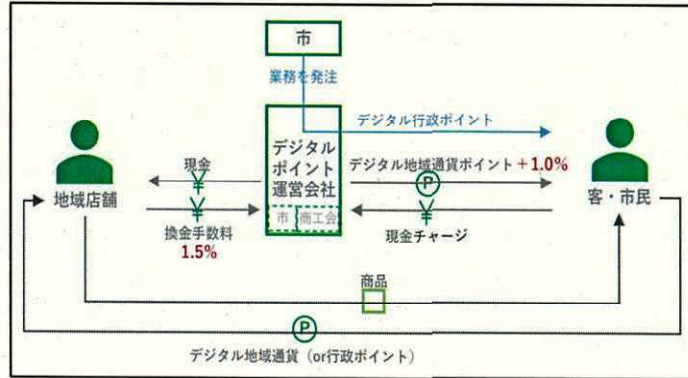 市
業務を発注
デジタル行政ポイント
デジタル
ポイント
運営会社
市 商工会
現金
¥
地域店舗
¥
換金手数料
1.5%
デジタル地域通貨ポイント+1.0%
P
客・市民
¥
現金チャージ
商品
P
デジタル地域通貨（or行政ポイント）